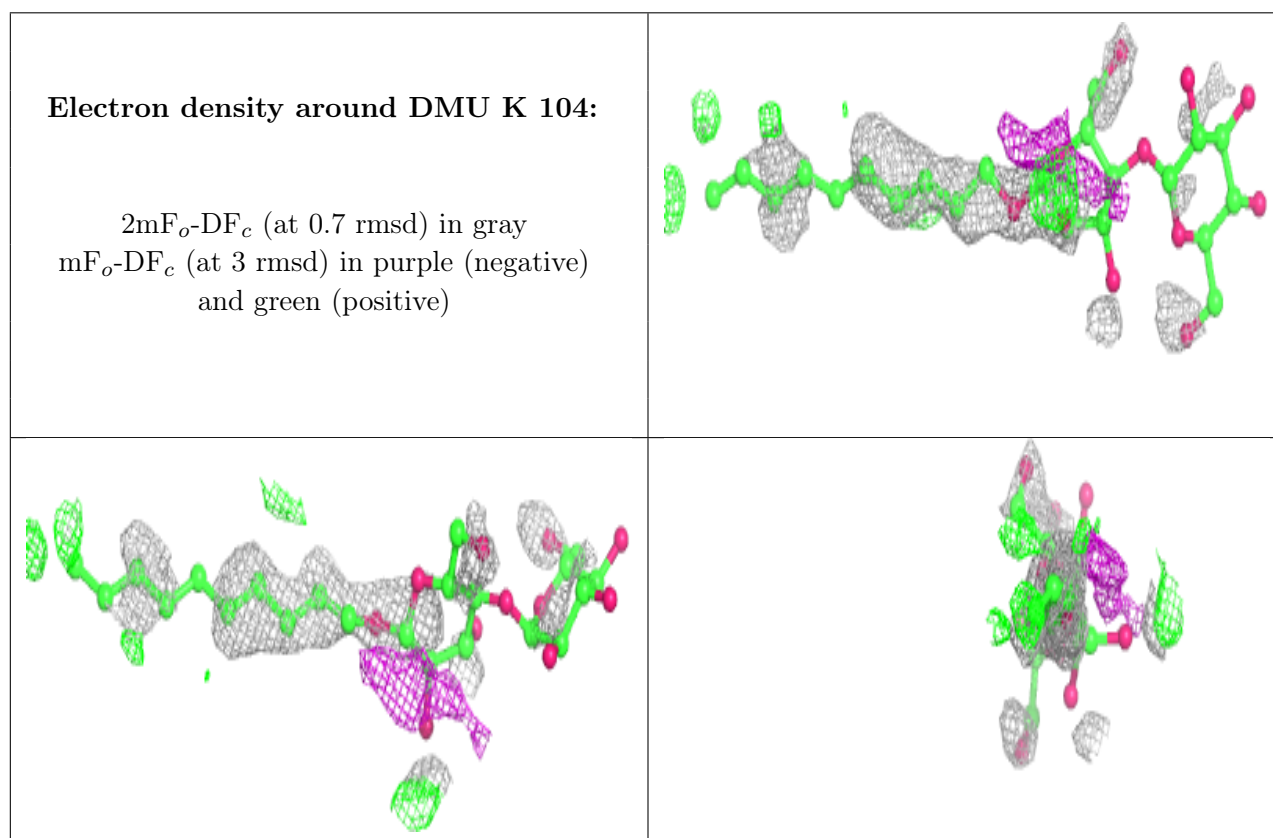 Electron density around DMU K 104:
2mFo-DFc (at 0.7 rmsd) in gray
mFo-DFc (at 3 rmsd) in purple (negative)
and green (positive)